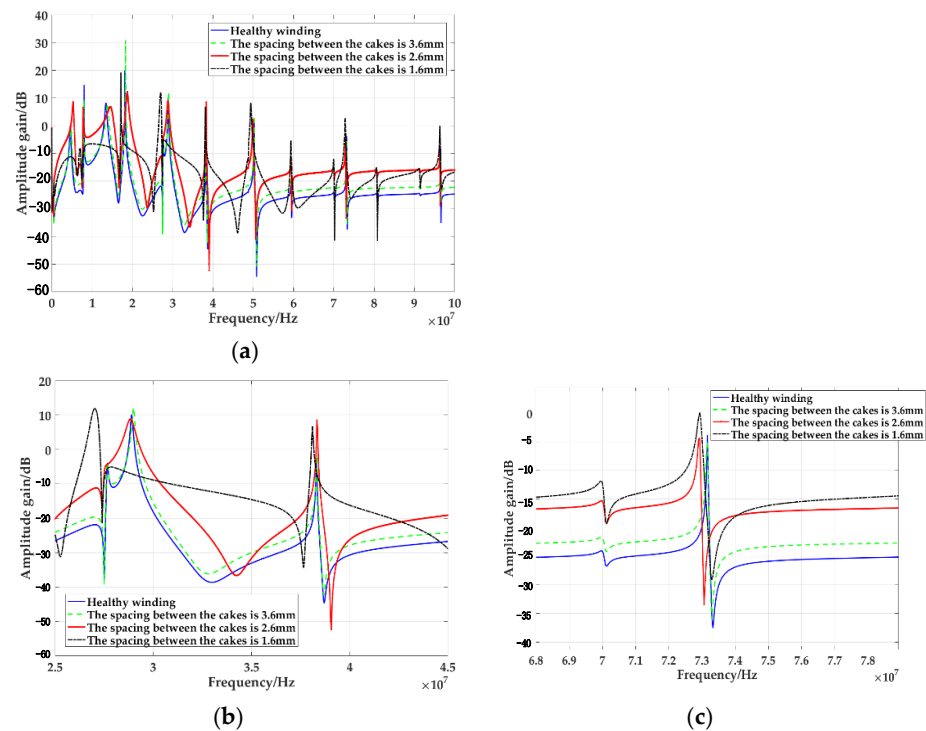 40
30
20
10
0
-10
-20
-30
-40
-50
-60
Amplitude gain/dB
Healthy winding
The spacing between the cakes is 3.6mm
The spacing between the cakes is 2.6mm
The spacing between the cakes is 1.6mm
0 1 2 3 4 5 6 7 8 9 10
Frequency/Hz
×10⁷
(a)
20
10
0
-10
-20
-30
-40
-50
-60
Amplitude gain/dB
Healthy winding
The spacing between the cakes is 3.6mm
The spacing between the cakes is 2.6mm
The spacing between the cakes is 1.6mm
2.5 3 3.5 4 4.5
Frequency/Hz
×10⁷
(b)
0
-5
-10
-15
-20
-25
-30
-35
-40
Amplitude gain/dB
Healthy winding
The spacing between the cakes is 3.6mm
The spacing between the cakes is 2.6mm
The spacing between the cakes is 1.6mm
6.8 6.9 7 7.1 7.2 7.3 7.4 7.5 7.6 7.7 7.8
Frequency/Hz
×10⁷
(c)